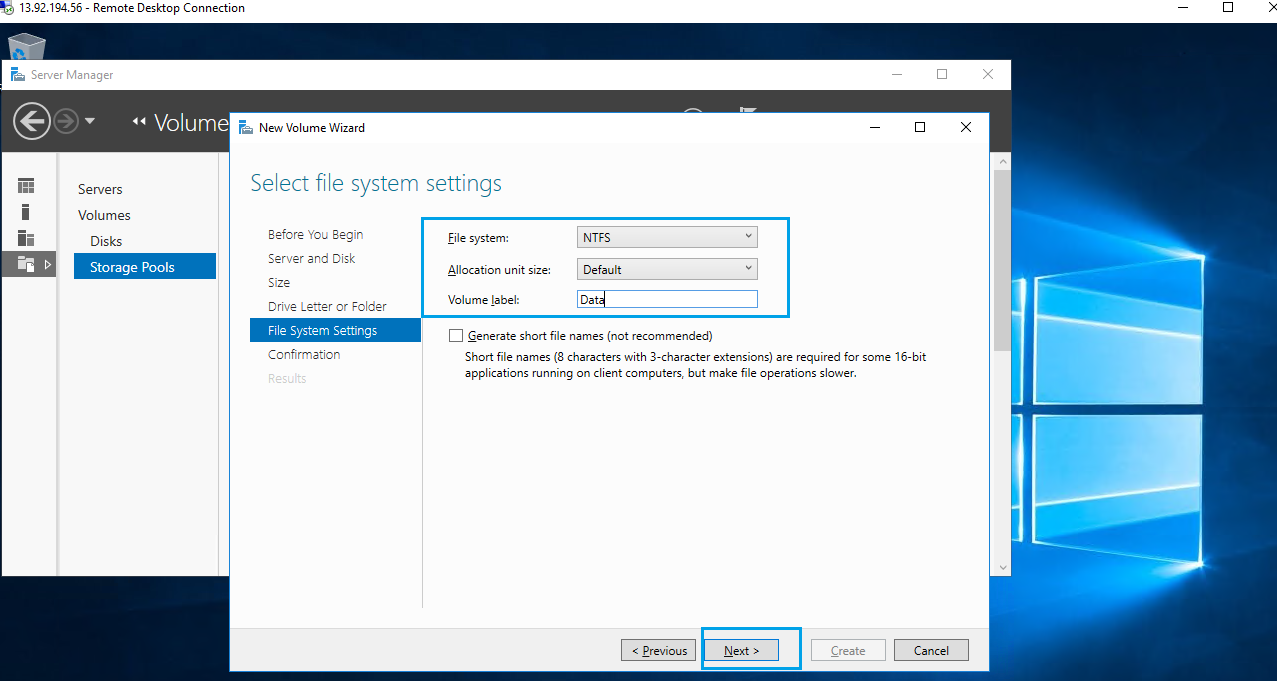 13.92.194.56 - Remote Desktop Connection
Server Manager
Volume
New Volume Wizard
Servers
Volumes
Disks
Storage Pools
Select file system settings
Before You Begin
Server and Disk
Size
Drive Letter or Folder
File System Settings
Confirmation
Results
File system: NTFS
Allocation unit size: Default
Volume label: Data
Generate short file names (not recommended)
Short file names (8 characters with 3-character extensions) are required for some 16-bit
applications running on client computers, but make file operations slower.
< Previous Next > Create Cancel